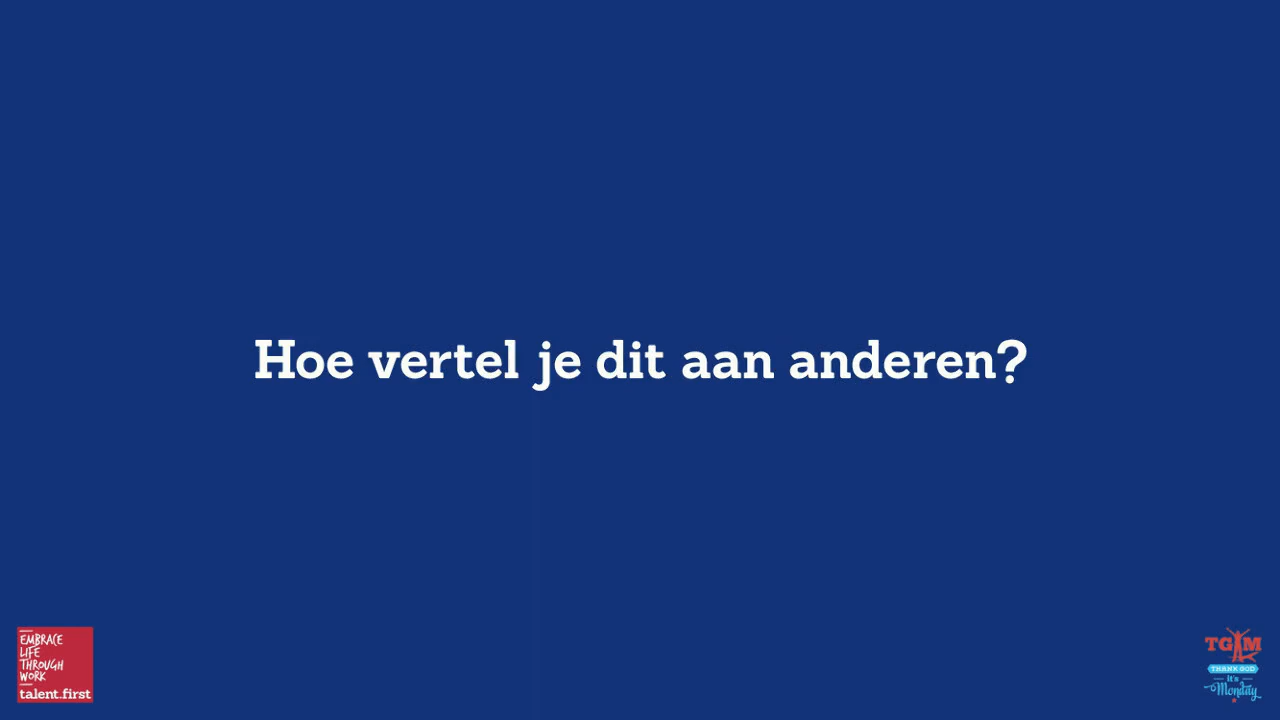 Hoe vertel je dit aan anderen?
EMBRACE
LIFE
THROUGH
WORK
talent.first
TGIM
THANK GOD
it's
Monday